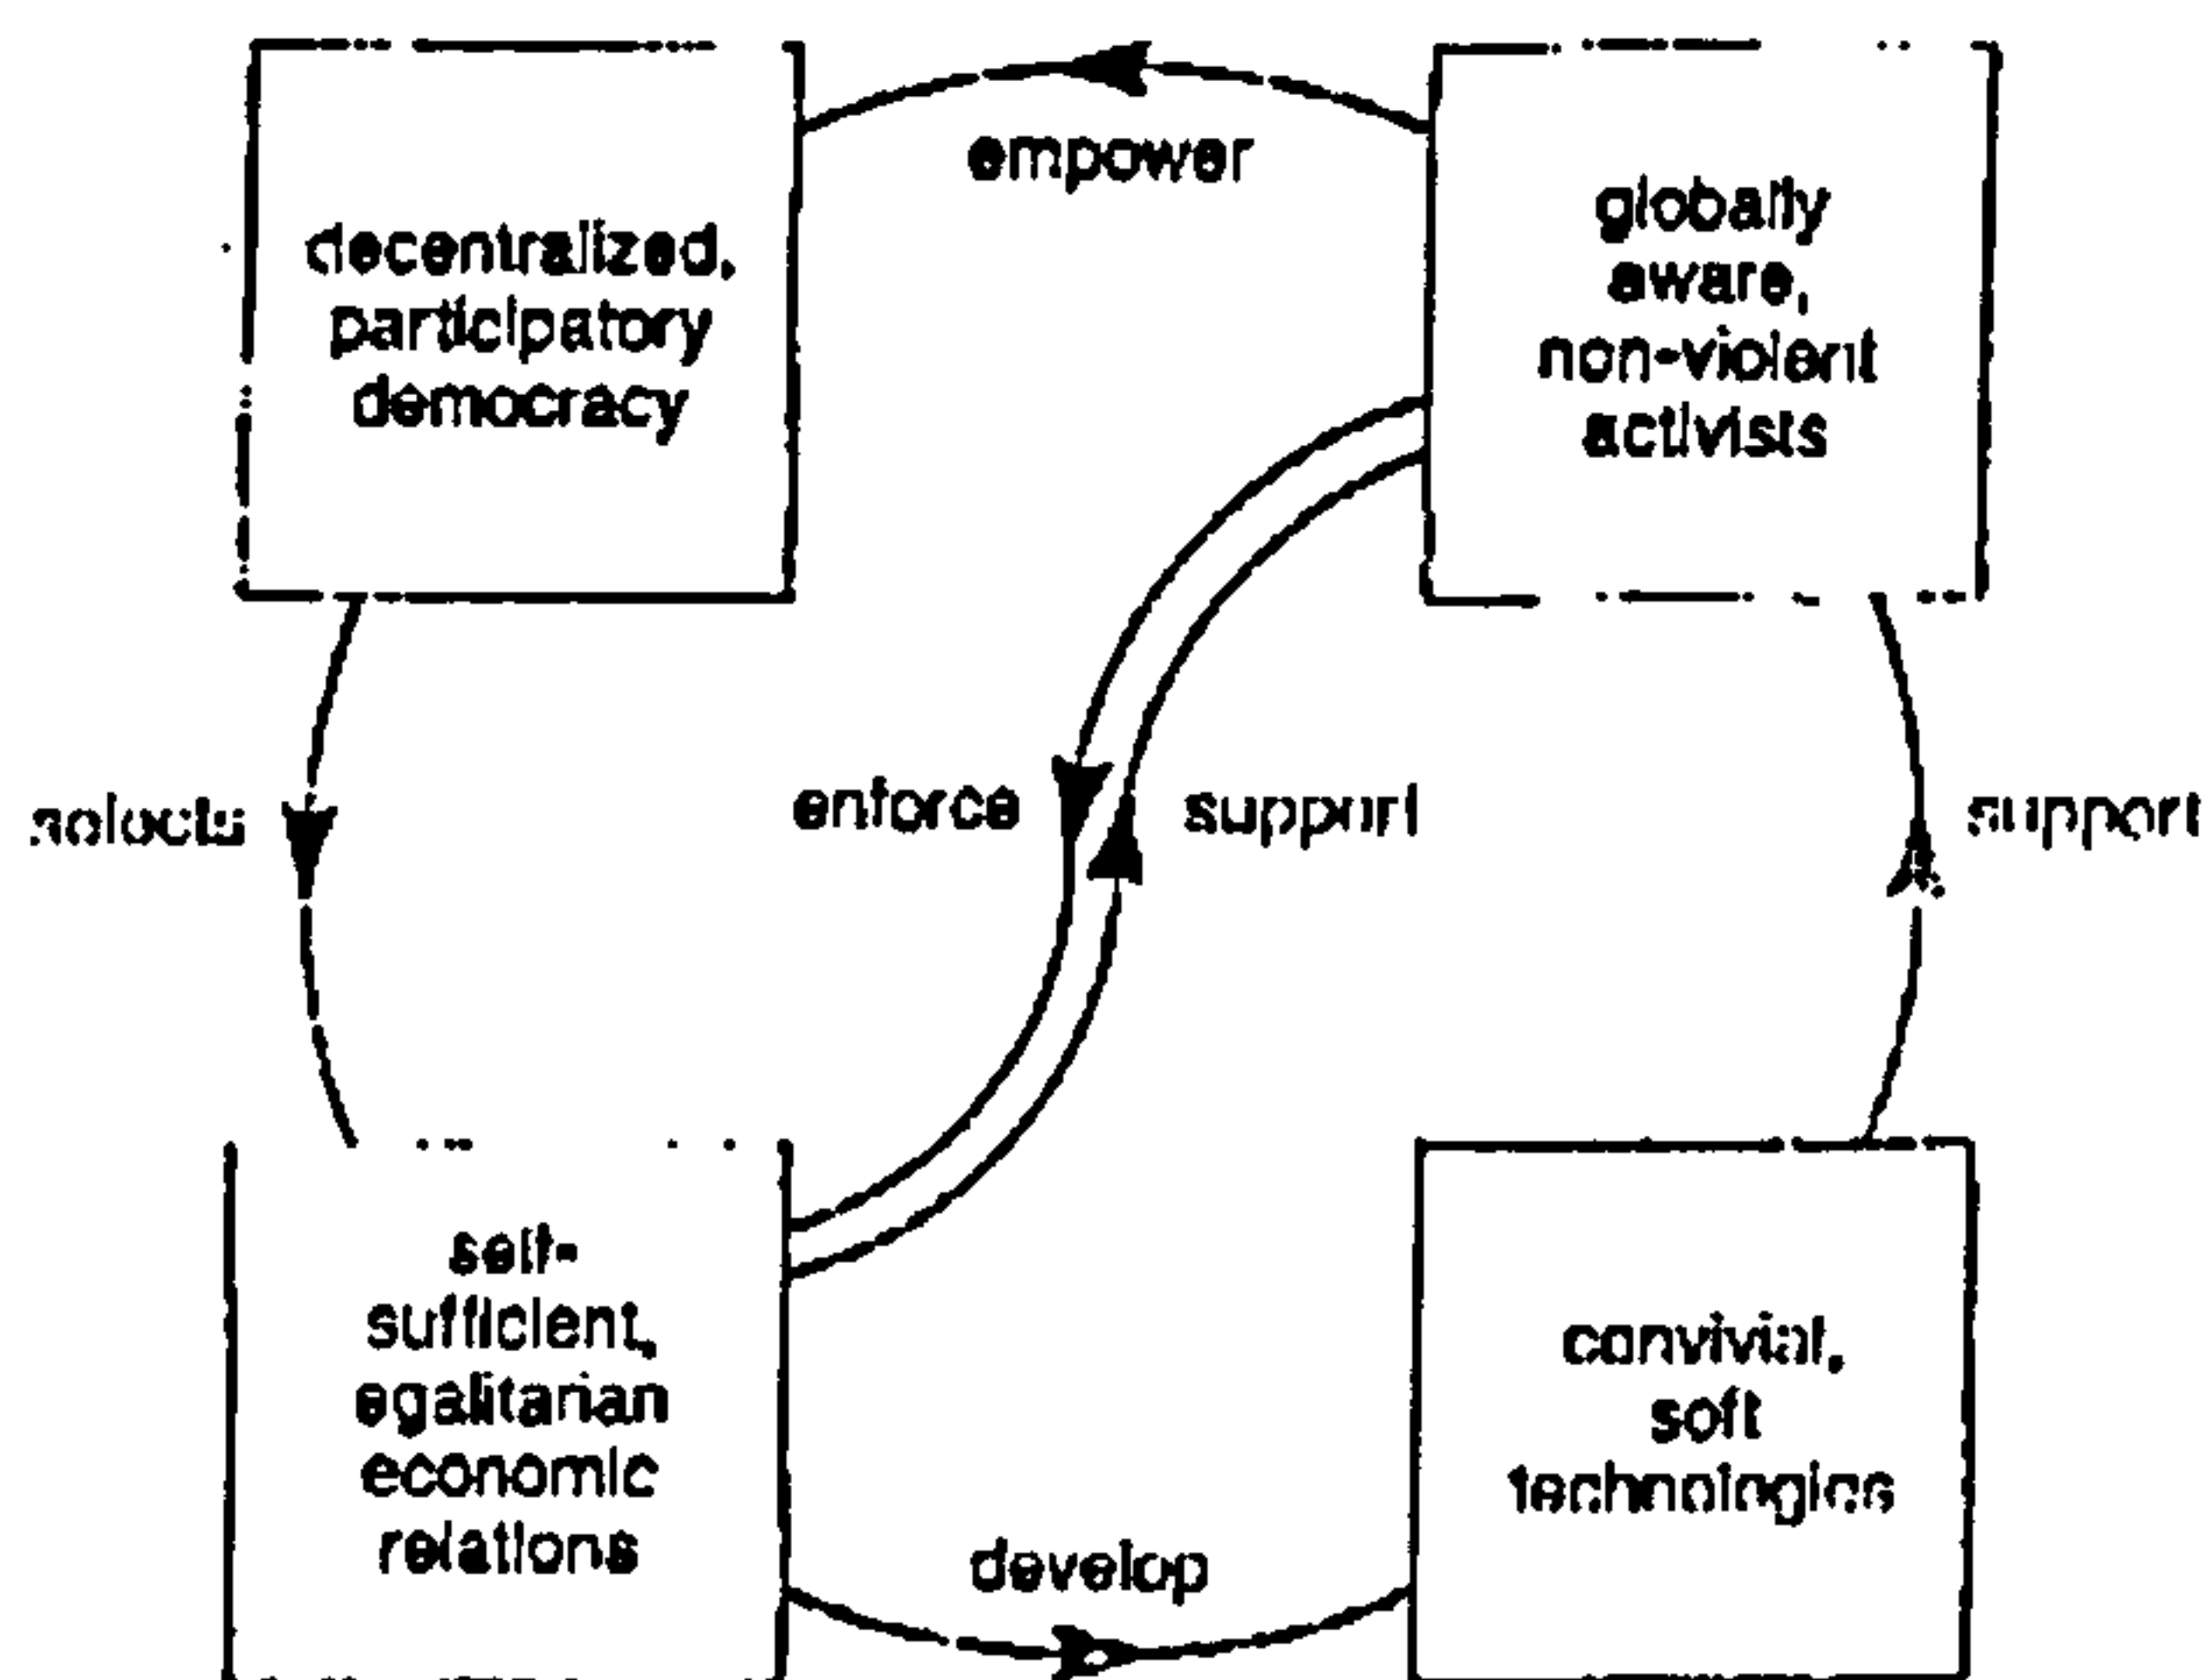 empower
decentralized,
participatory
democracy
globally
aware,
non-violent
activists
selects
enforce
support
support
self-
sufficient,
egalitarian
economic
relations
convivial,
soft
technologies
develop